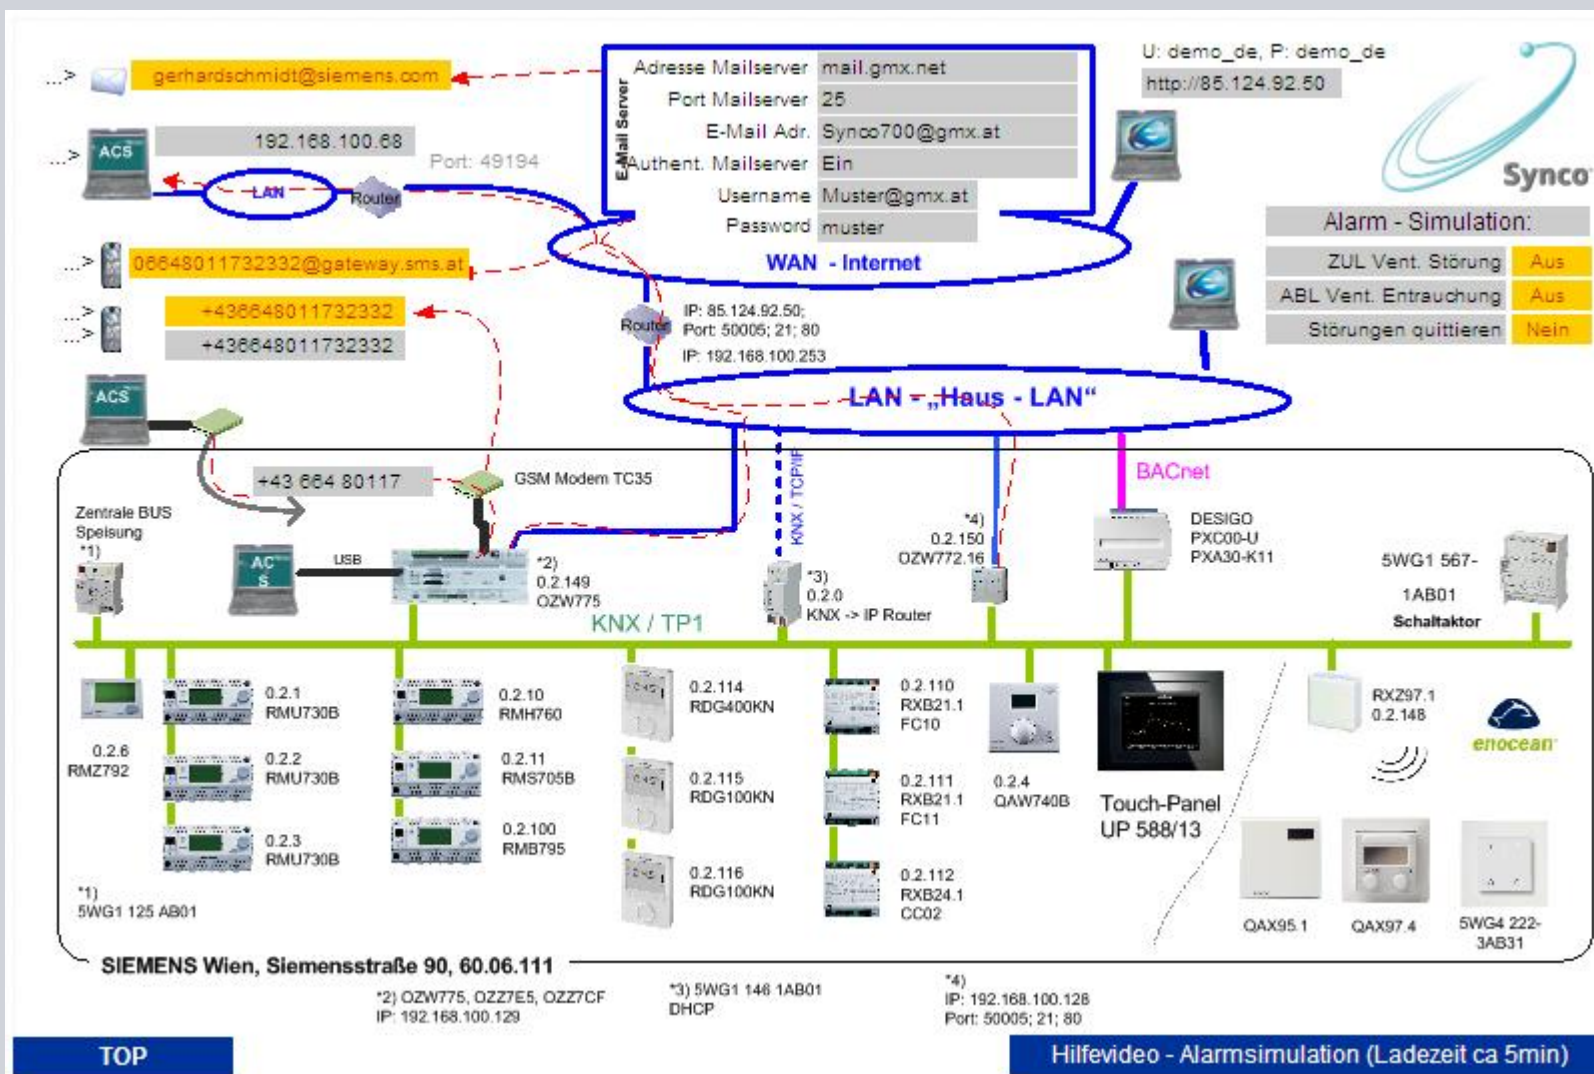 ...>
gerhardschmidt@siemens.com
E-Mail Server
Adresse Mailserver
mail.gmx.net
Port Mailserver
25
E-Mail Adr.
Synco700@gmx.at
Authent. Mailserver
Ein
Username
Muster@gmx.at
Password
muster
U: demo_de, P: demo_de
http://85.124.92.50
Synco
...>
ACS
192.168.100.68
Port: 49194
LAN
Router
WAN - Internet
Alarm - Simulation:
ZUL Vent. Störung
Aus
ABL Vent. Entrauchung
Aus
Störungen quittieren
Nein
...>
06648011732332@gateway.sms.at
...>
...>
+436648011732332
+436648011732332
Router
IP: 85.124.92.50;
Port: 50005; 21; 80
IP: 192.168.100.253
LAN - „Haus - LAN“
ACS
+43 664 80117
GSM Modem TC35
KNX / TCP/IP
BACnet
Zentrale BUS
Speisung
*1)
AC
S
USB
*2)
0.2.149
OZW775
*3)
0.2.0
KNX -> IP Router
*4)
0.2.150
OZW772.16
DESIGO
PXC00-U
PXA30-K11
5WG1 567-
1AB01
Schaltaktor
KNX / TP1
0.2.6
RMZ792
0.2.1
RMU730B
0.2.2
RMU730B
0.2.3
RMU730B
0.2.10
RMH760
0.2.11
RMS705B
0.2.100
RMB795
0.2.114
RDG400KN
0.2.115
RDG100KN
0.2.116
RDG100KN
0.2.110
RXB21.1
FC10
0.2.111
RXB21.1
FC11
0.2.112
RXB24.1
CC02
0.2.4
QAW740B
Touch-Panel
UP 588/13
RXZ97.1
0.2.148
enocean
QAX95.1
QAX97.4
5WG4 222-
3AB31
*1)
5WG1 125 AB01
SIEMENS Wien, Siemensstraße 90, 60.06.111
*2) OZW775, OZZ7E5, OZZ7CF
IP: 192.168.100.129
*3) 5WG1 146 1AB01
DHCP
*4)
IP: 192.168.100.128
Port: 50005; 21; 80
TOP
Hilfevideo - Alarmsimulation (Ladezeit ca 5min)